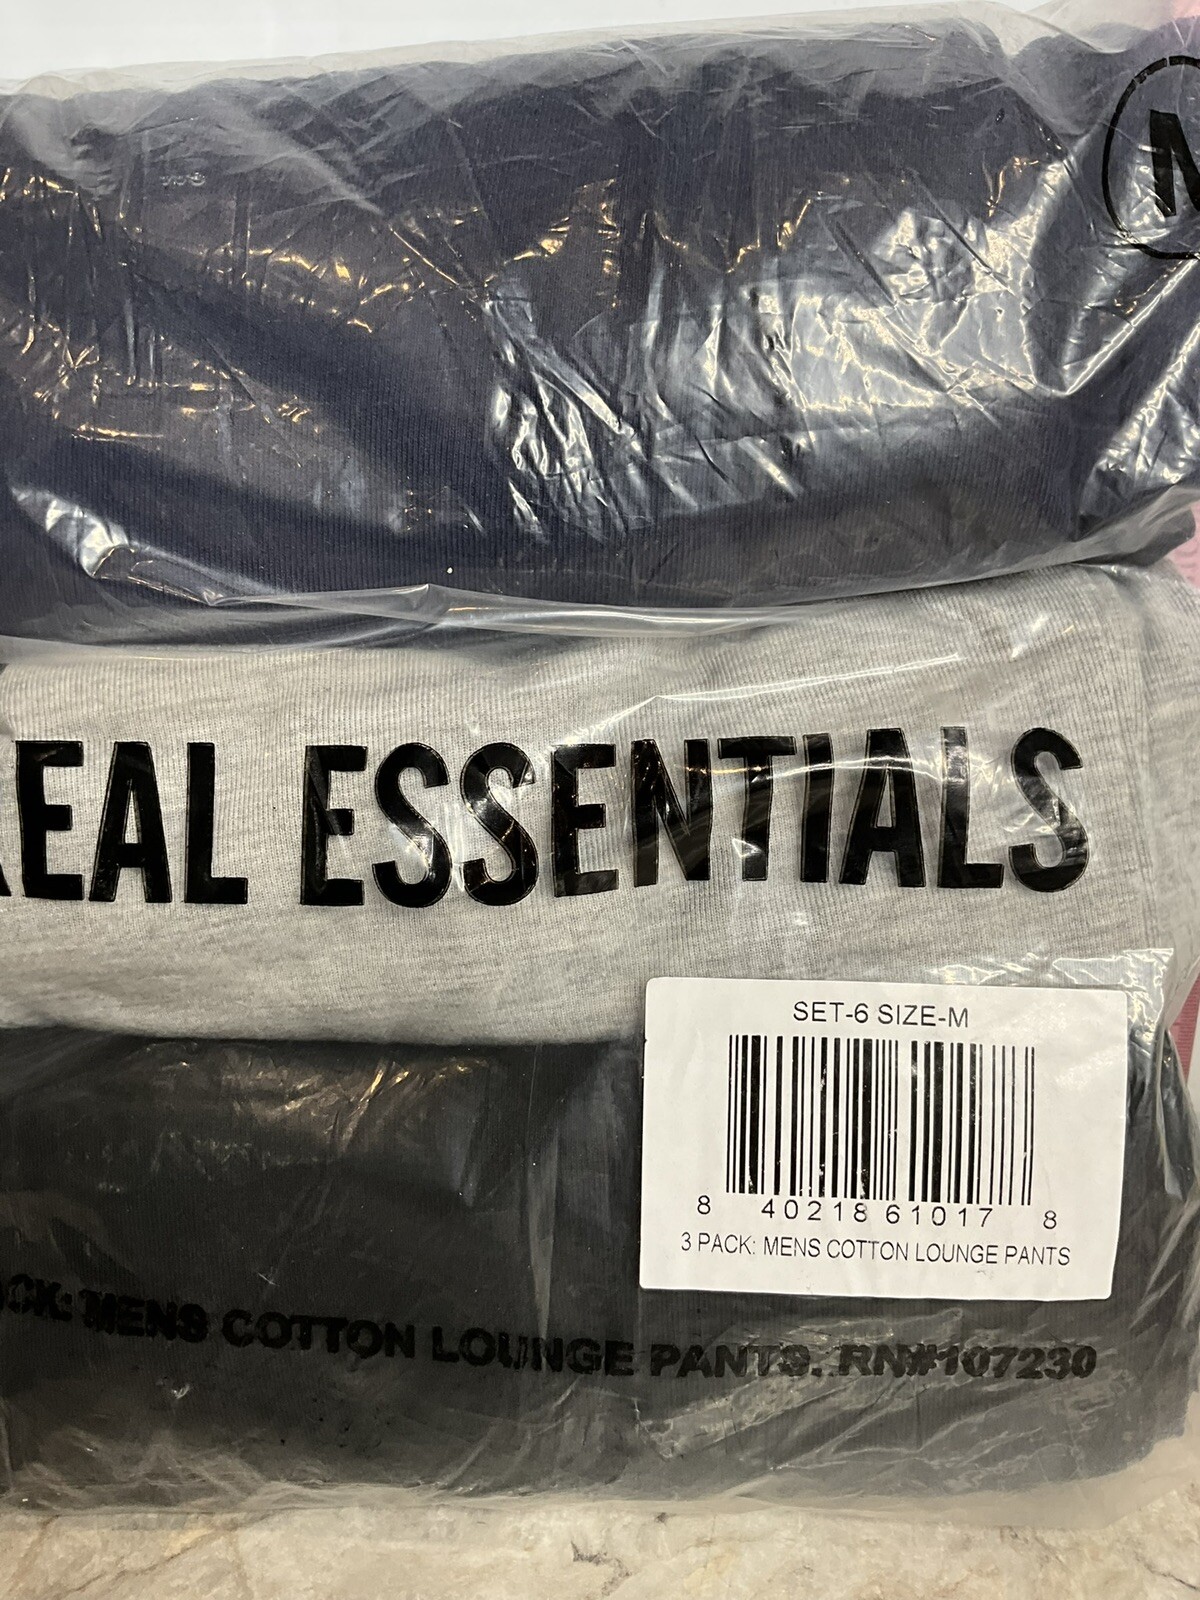 M
REAL ESSENTIALS
SET-6 SIZE-M
8 40218 61017 8
3 PACK: MENS COTTON LOUNGE PANTS
ACK: MENS COTTON LOUNGE PANTS. RN#107230